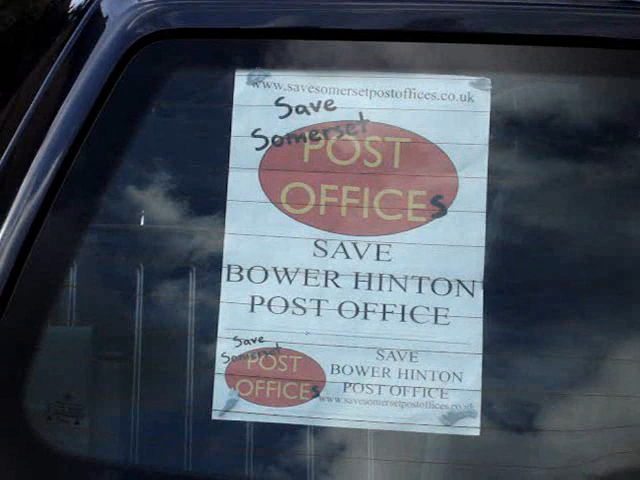 www.savesomersetpostoffices.co.uk
Save
Somerset
POST
OFFICEs
SAVE
BOWER HINTON
POST OFFICE
Save
Somerset
POST
OFFICEs
SAVE
BOWER HINTON
POST OFFICE
www.savesomersetpostoffices.co.uk